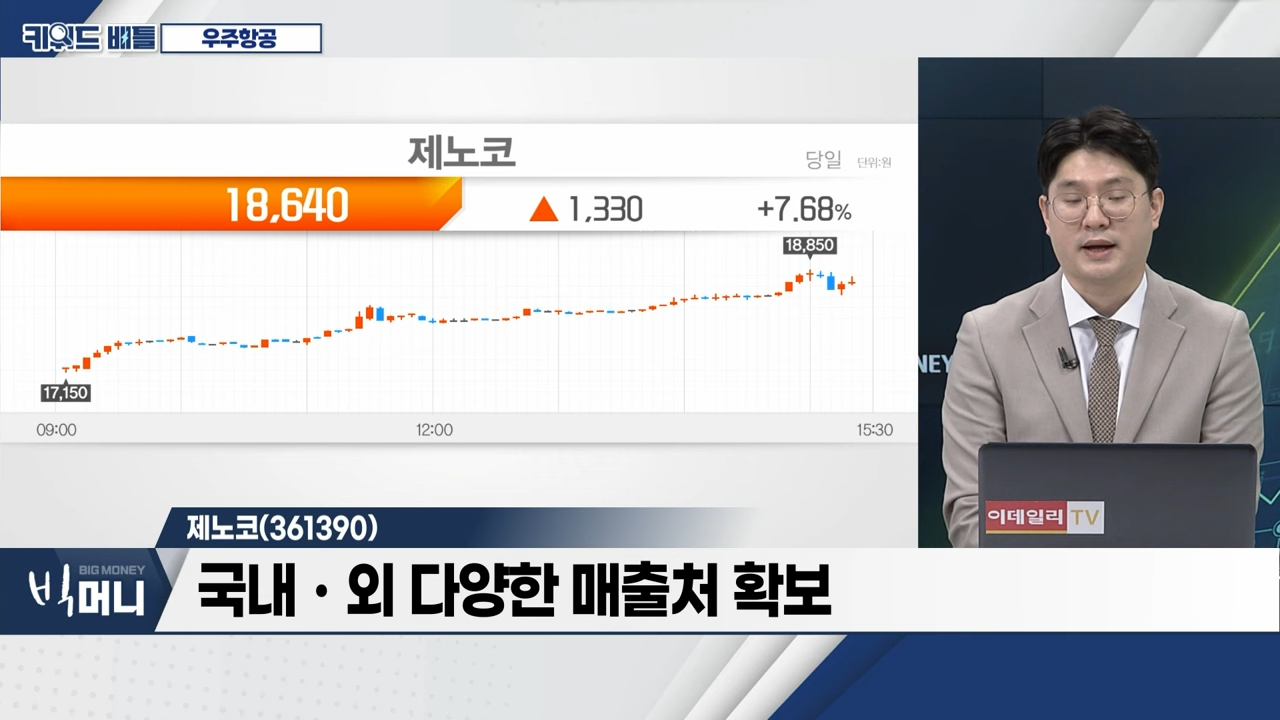 키워드 배틀
우주항공
제노코
당일 단위:원
18,640 ▲ 1,330 +7.68%
18,850
17,150
09:00 12:00 15:30
NEY
이데일리 TV
제노코(361390)
빅머니 BIG MONEY
국내·외 다양한 매출처 확보